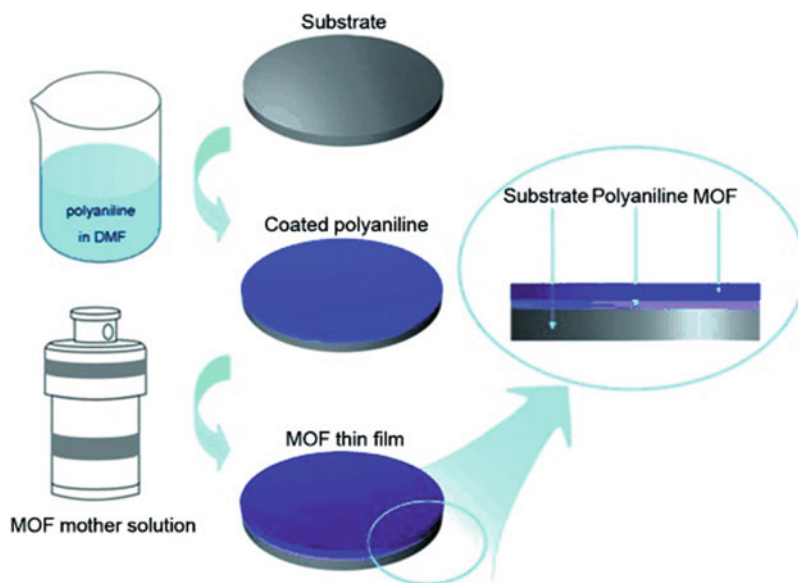 Substrate
polyaniline
in DMF
Coated polyaniline
Substrate Polyaniline MOF
MOF thin film
MOF mother solution